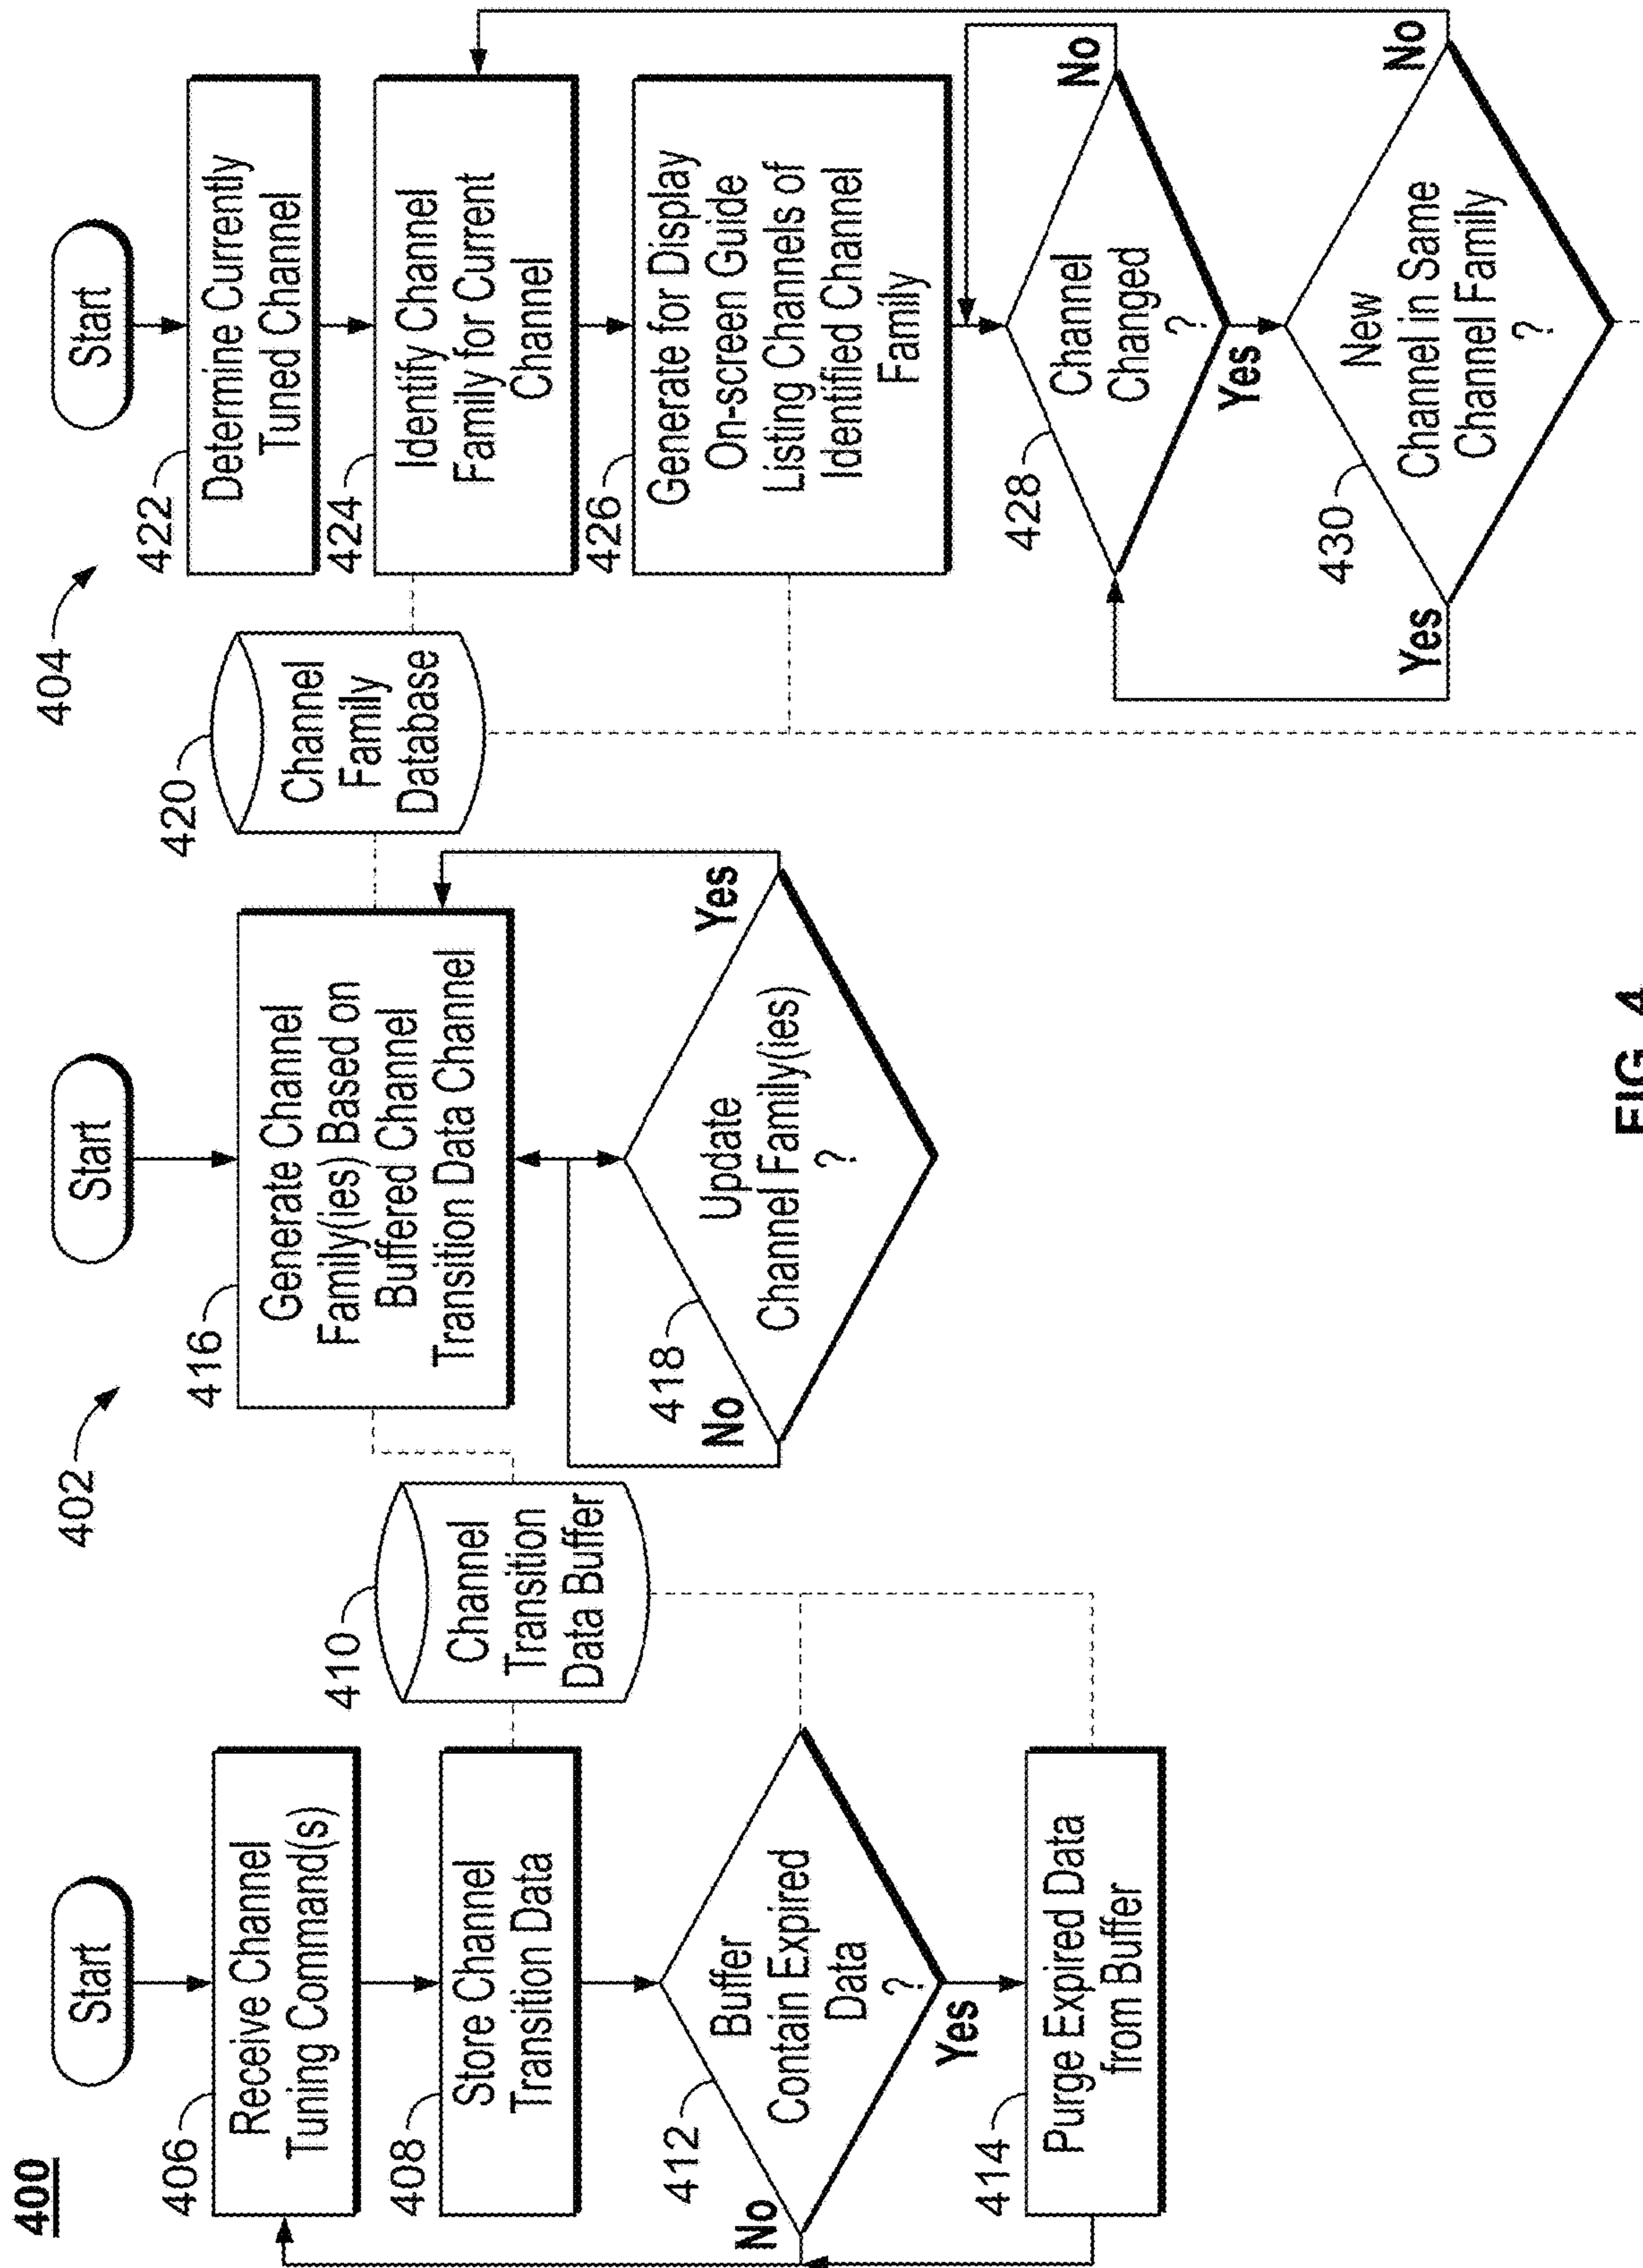 400
Start
406
Receive Channel
Tuning Command(s)
408
Store Channel
Transition Data
410
Channel
Transition
Data Buffer
412
Buffer
Contain Expired
Data
?
No
Yes
414
Purge Expired Data
from Buffer
402
Start
416
Generate Channel
Family(ies) Based on
Buffered Channel
Transition Data Channel
418
Update
Channel Family(ies)
?
No
Yes
420
Channel
Family
Database
404
Start
422
Determine Currently
Tuned Channel
424
Identify Channel
Family for Current
Channel
426
Generate for Display
On-screen Guide
Listing Channels of
Identified Channel
Family
428
Channel
Changed
?
No
Yes
430
New
Channel in Same
Channel Family
?
Yes
No
FIG. 4